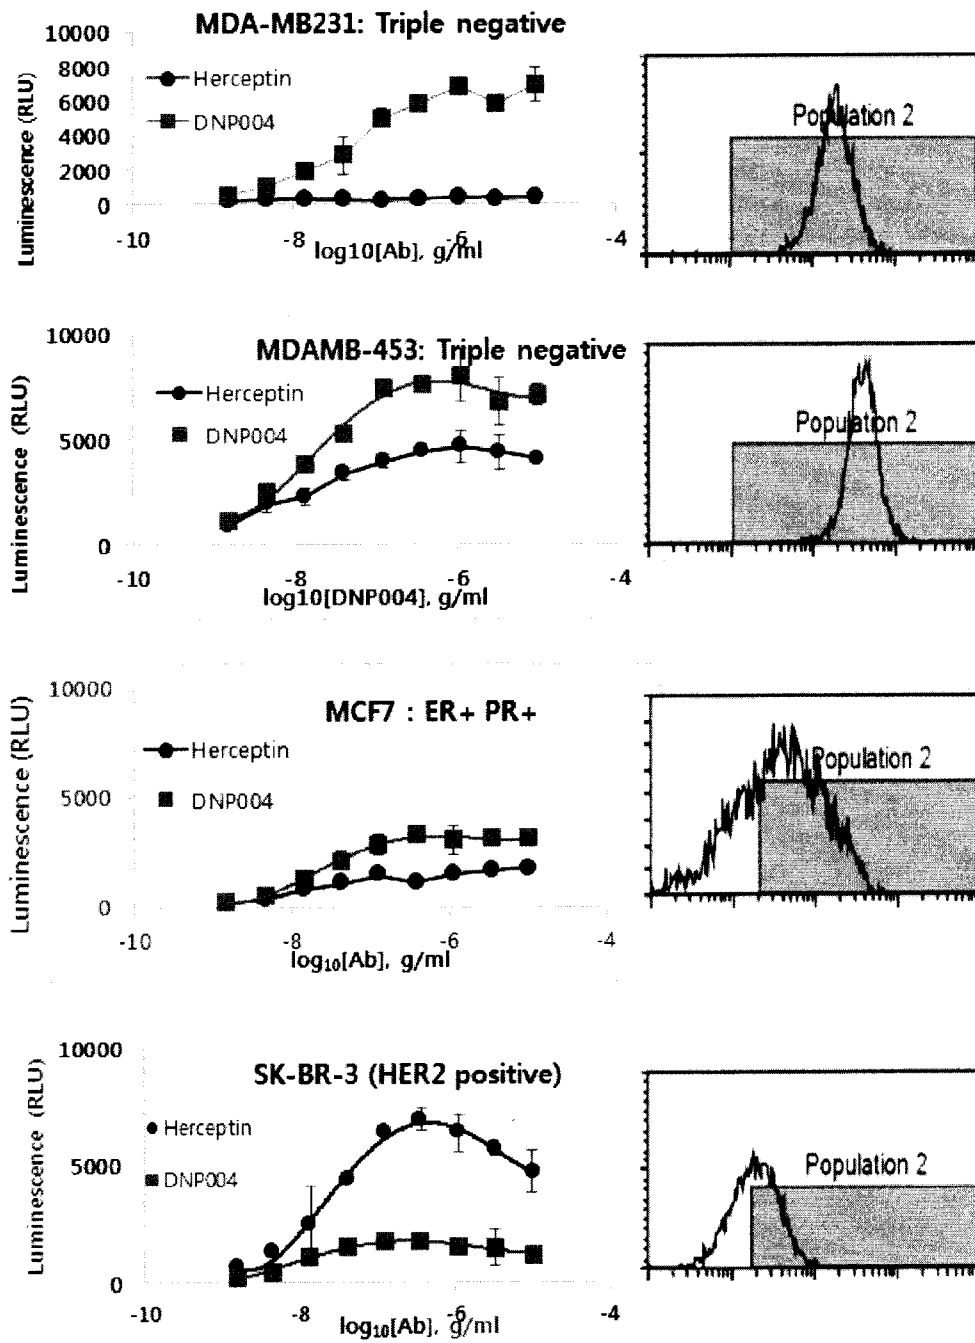 MDA-MB231: Triple negative
10000
8000
6000
4000
2000
0
Luminescence (RLU)
Herceptin
DNP004
-10
-8
-6
-4
log10[Ab], g/ml
Population 2
MDAMB-453: Triple negative
10000
5000
0
Luminescence (RLU)
Herceptin
DNP004
-10
-8
-6
-4
log10[DNP004], g/ml
Population 2
MCF7 : ER+ PR+
10000
5000
0
Luminescence (RLU)
Herceptin
DNP004
-10
-8
-6
-4
log₁₀[Ab], g/ml
Population 2
SK-BR-3 (HER2 positive)
10000
5000
0
Luminescence (RLU)
Herceptin
DNP004
-10
-8
-6
-4
log₁₀[Ab], g/ml
Population 2